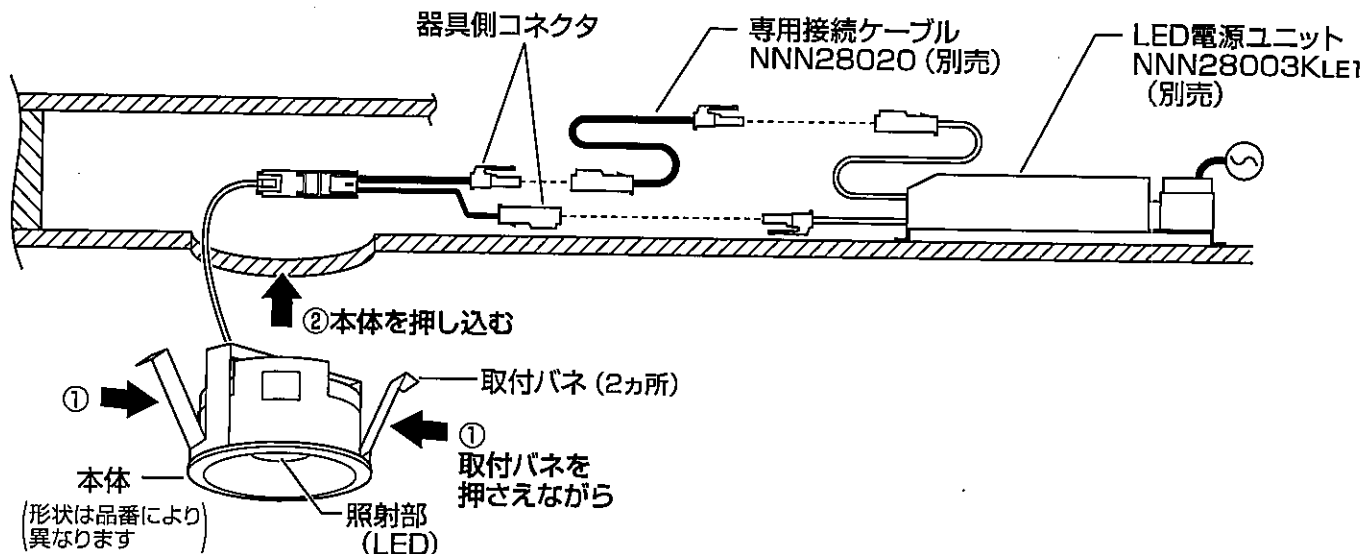 器具側コネクタ
専用接続ケーブル
NNN28020(別売)
LED電源ユニット
NNN28003KLE1
(別売)
②本体を押し込む
①
取付バネ(2ヵ所)
①
取付バネを
押さえながら
本体
(形状は品番により
異なります)
照射部
(LED)